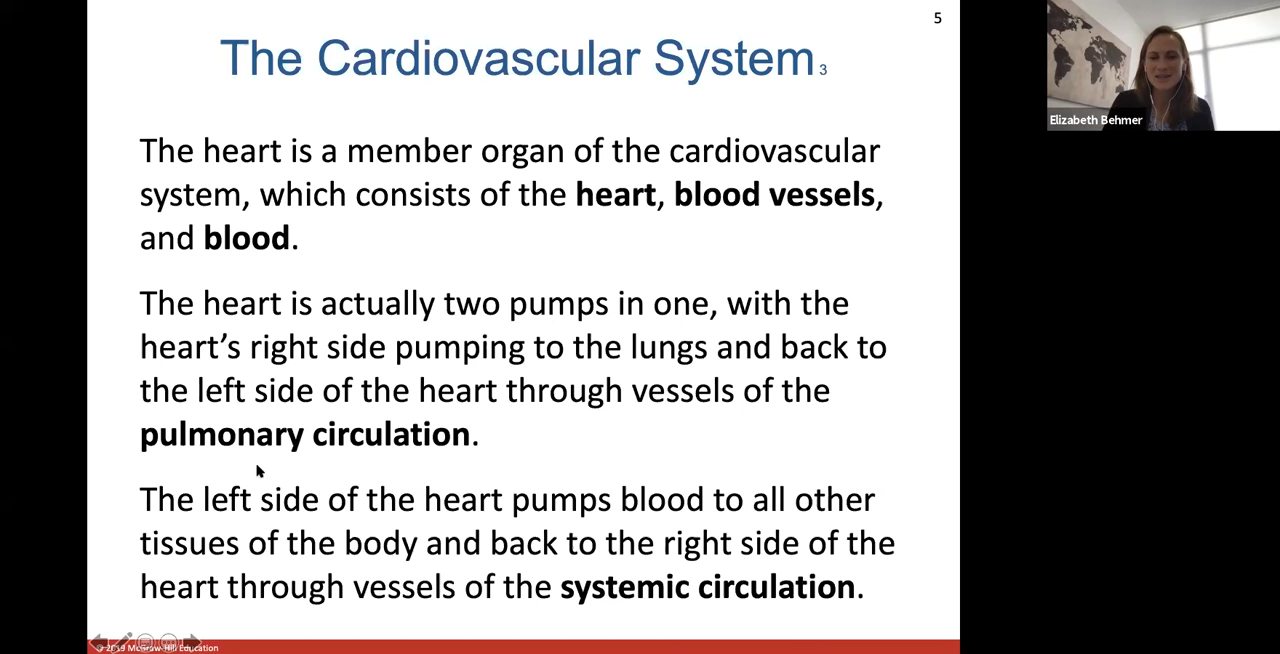 5
The Cardiovascular System 3
The heart is a member organ of the cardiovascular
system, which consists of the heart, blood vessels,
and blood.
The heart is actually two pumps in one, with the
heart’s right side pumping to the lungs and back to
the left side of the heart through vessels of the
pulmonary circulation.
The left side of the heart pumps blood to all other
tissues of the body and back to the right side of the
heart through vessels of the systemic circulation.
© 2019 McGraw-Hill Education
Elizabeth Behmer